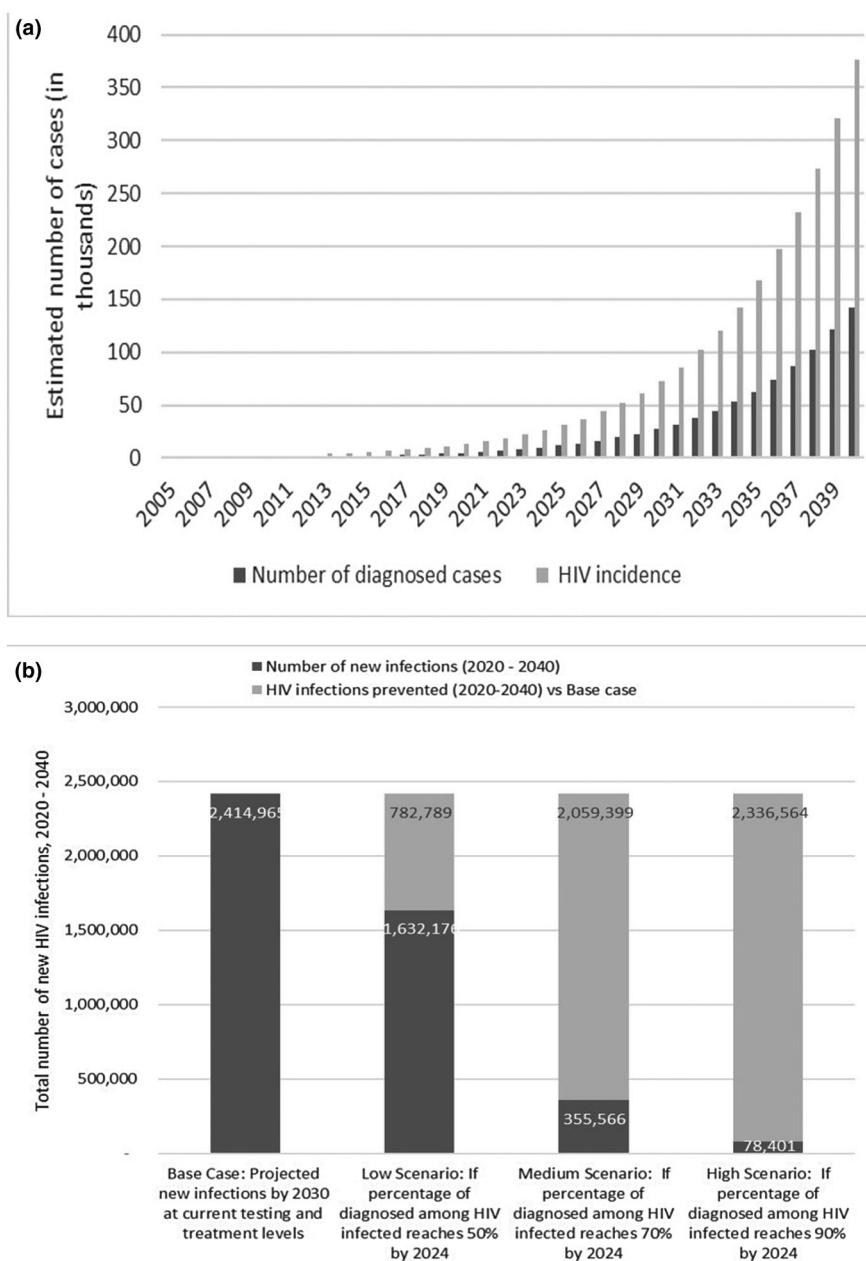 (a)
Estimated number of cases (in
thousands)
400
350
300
250
200
150
100
50
0
2005
2007
2009
2011
2013
2015
2017
2019
2021
2023
2025
2027
2029
2031
2033
2035
2037
2039
Number of diagnosed cases
HIV incidence
(b)
Number of new infections (2020 - 2040)
HIV infections prevented (2020-2040) vs Base case
Total number of new HIV infections, 2020 - 2040
3,000,000
2,500,000
2,000,000
1,500,000
1,000,000
500,000
-
2,414,965
782,789
1,632,176
2,059,399
355,566
2,336,564
78,401
Base Case: Projected
new infections by 2030
at current testing and
treatment levels
Low Scenario: If
percentage of
diagnosed among HIV
infected reaches 50%
by 2024
Medium Scenario: If
percentage of
diagnosed among HIV
infected reaches 70%
by 2024
High Scenario: If
percentage of
diagnosed among HIV
infected reaches 90%
by 2024